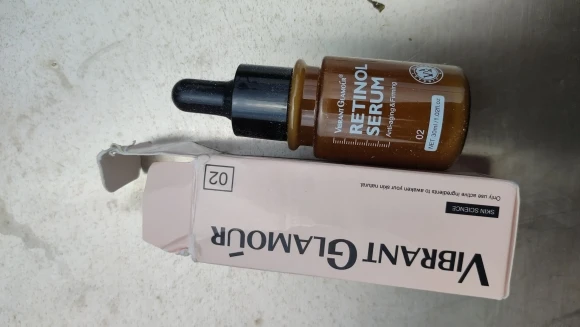 VIBRANT GLAMOUR®
RETINOL
SERUM
Anti-aging & Firming
02
NET 30ml/1.02fl.oz
VIBRANT GLAMOUR
SKIN SCIENCE
Only use active ingredients to awaken your skin natural
02